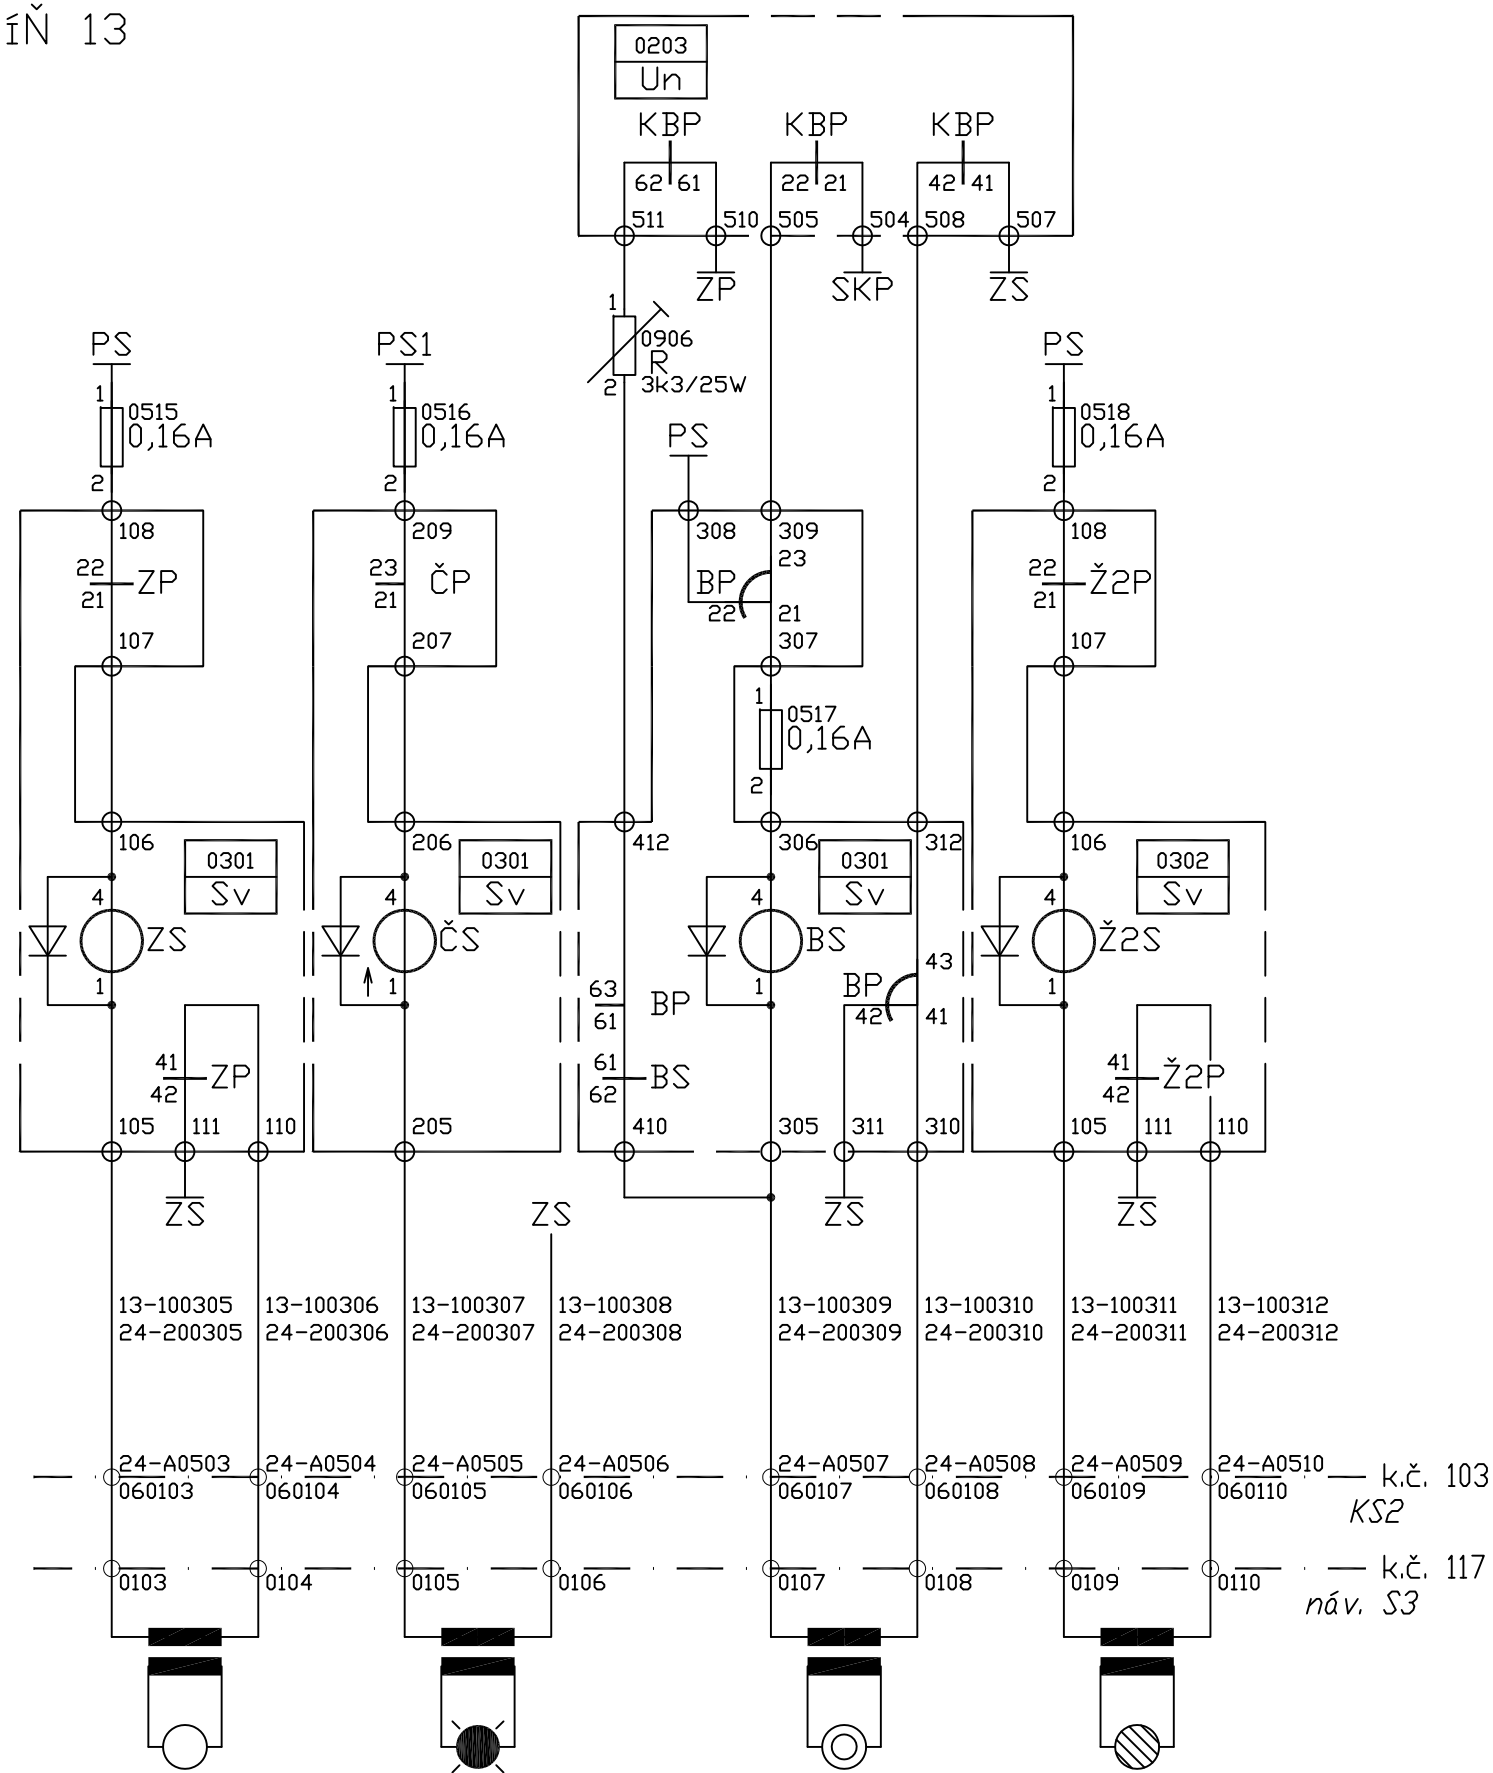 íŇ 13
0203
Un
KBP KBP KBP
62 61 22 21 42 41
511 510 505 504 508 507
ZP SKP ZS
1
0906
R
3k3/25W
2
PS PS1 PS
1 1 1
0515 0516 0518
0,16A 0,16A 0,16A
2 2 2
PS
108 209 308 309 108
22 23 23 22
ZP ČP BP Ž2P
21 21 22 21 21
107 207 307 107
1
0517
0,16A
2
106 206 412 306 312 106
0301 0301 0301 0302
Sv Sv Sv Sv
4 4 4 4
ZS ČS BS Ž2S
1 1 1 1
43
BP
42 41
63
BP
61
41 61 41
ZP BS Ž2P
42 62 42
105 111 110 205 410 305 311 310 105 111 110
ZS ZS ZS ZS
13-100305 13-100306 13-100307 13-100308 13-100309 13-100310 13-100311 13-100312
24-200305 24-200306 24-200307 24-200308 24-200309 24-200310 24-200311 24-200312
24-A0503 24-A0504 24-A0505 24-A0506 24-A0507 24-A0508 24-A0509 24-A0510 k.č. 103
060103 060104 060105 060106 060107 060108 060109 060110
KS2
0103 0104 0105 0106 0107 0108 0109 0110 k.č. 117
náv. S3